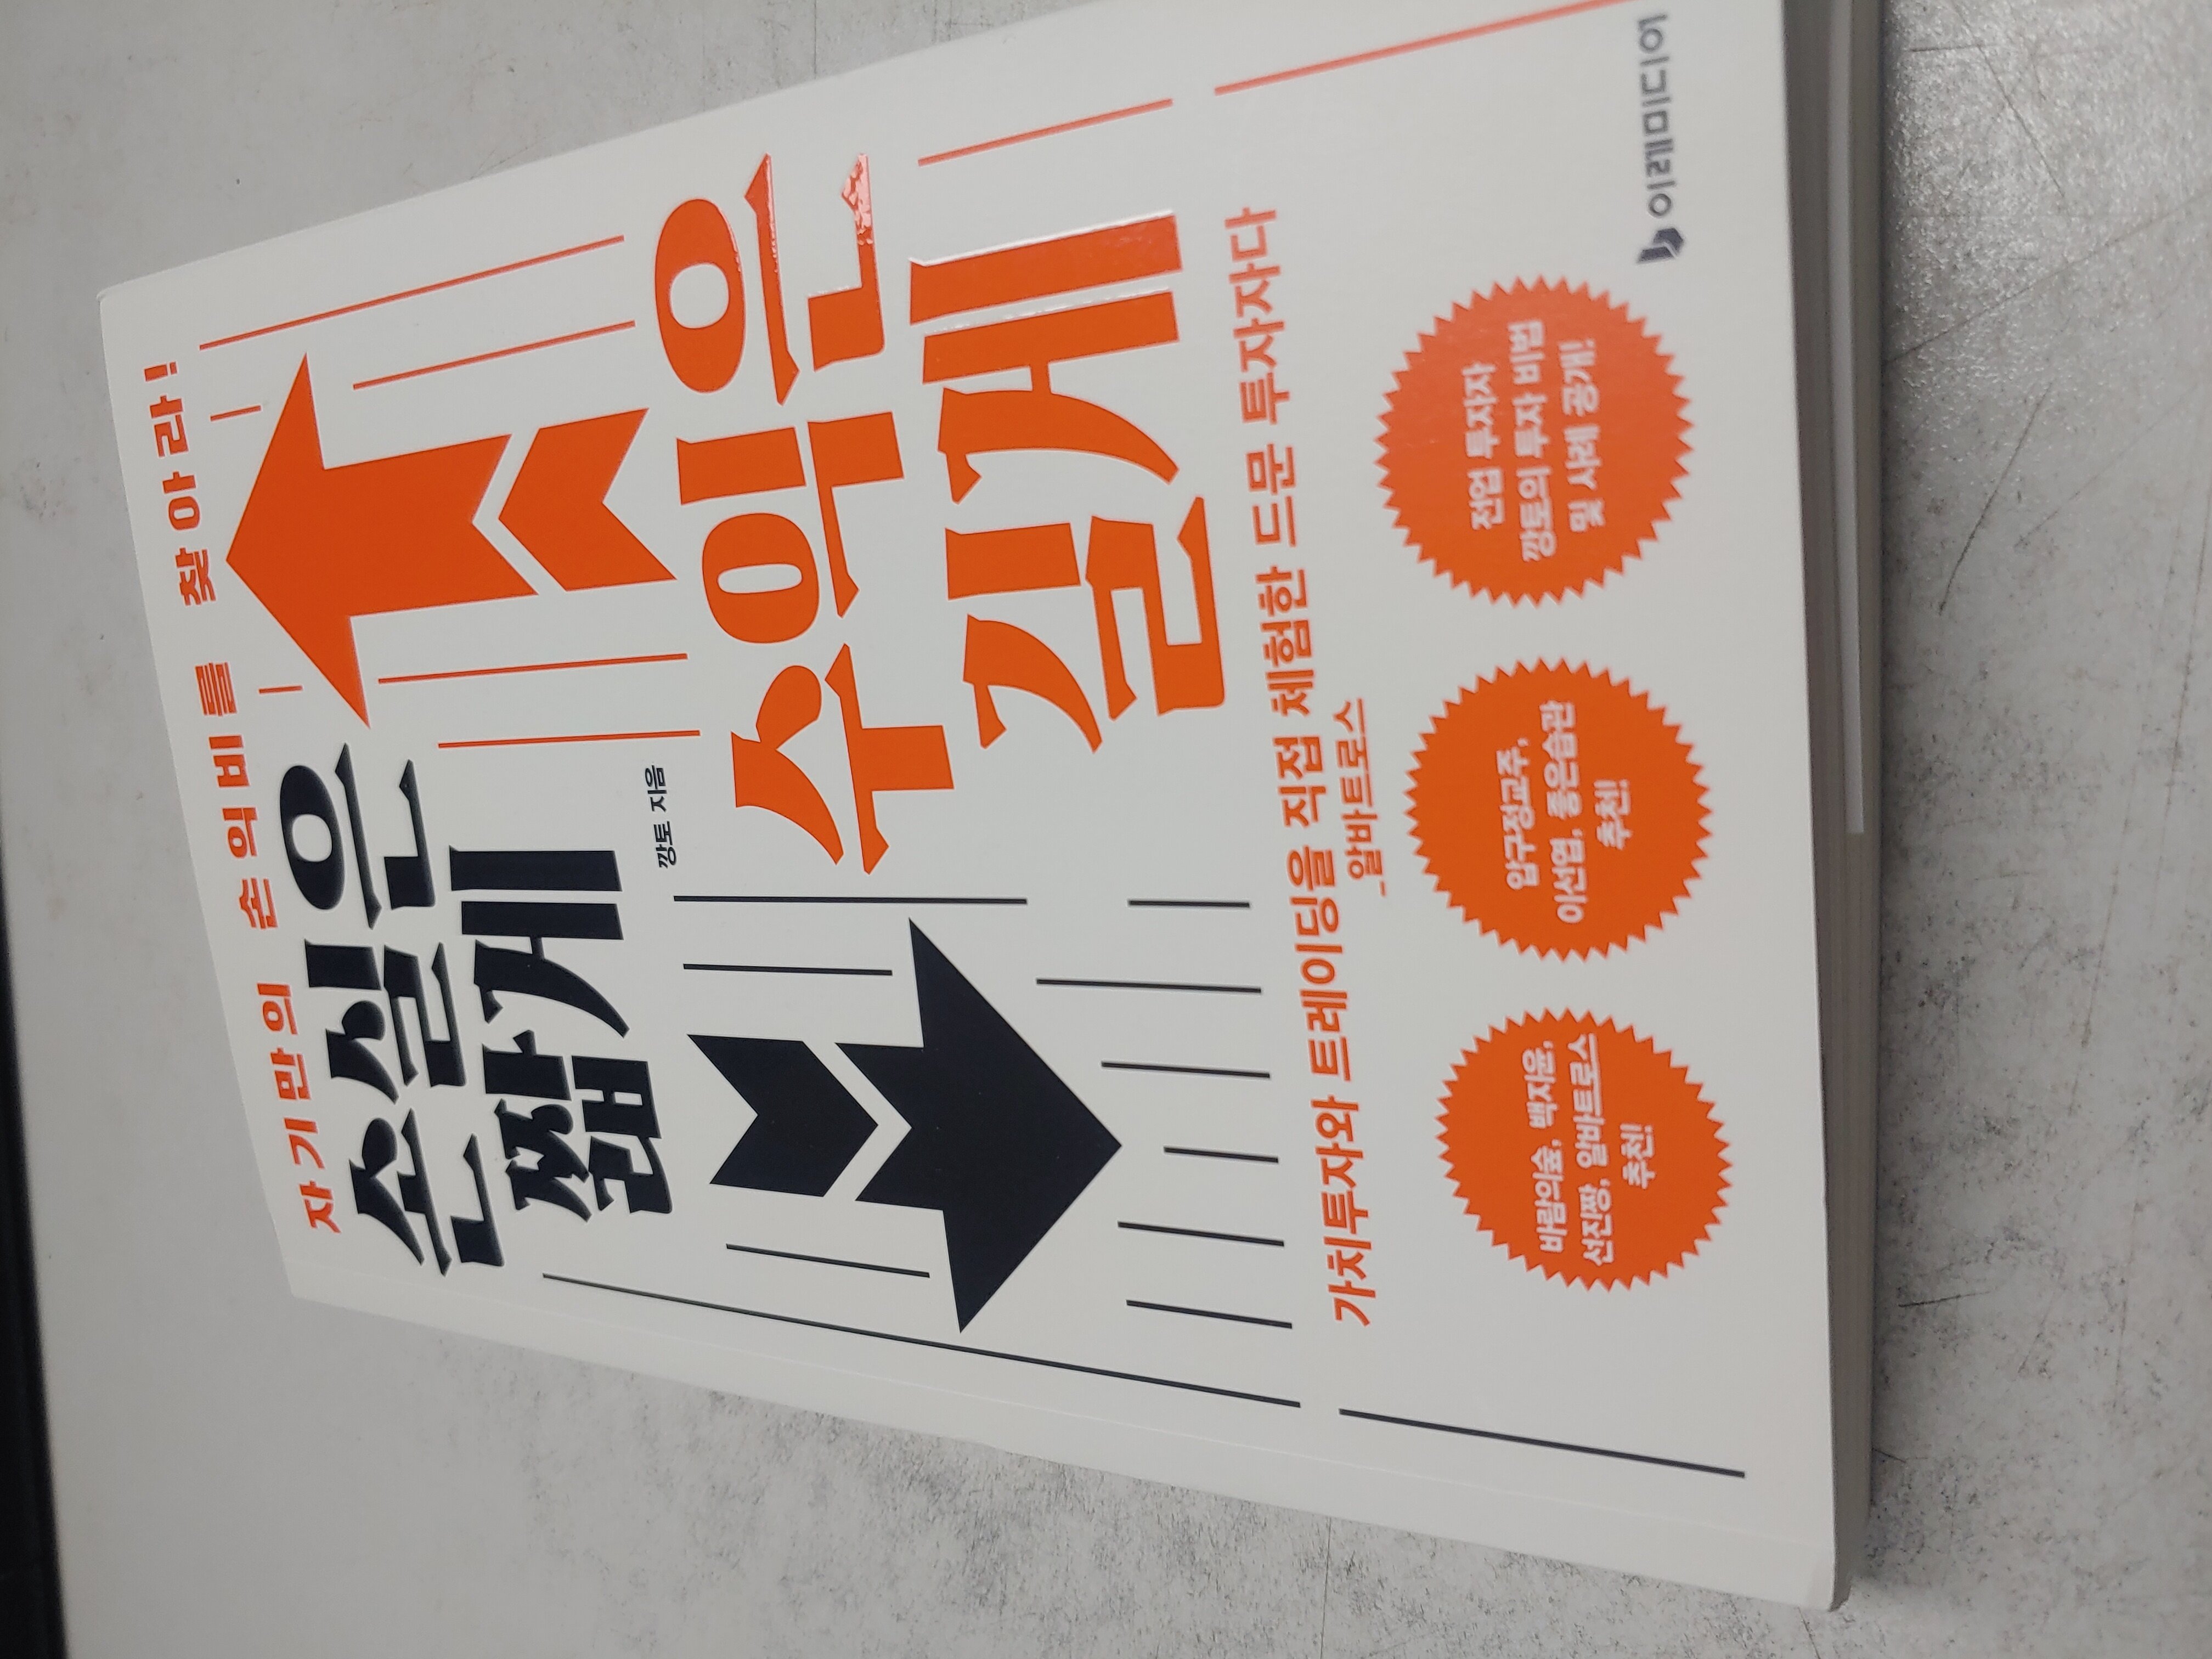 자기만의 손익비를 찾아라!
손실은
짧게
깡토 지음
수익은
길게
가치투자와 트레이딩을 직접 체험한 드문 투자자다
_알바트로스
바람의숲, 백지윤,
선진짱, 알바트로스
추천!
압구정교주,
이선엽, 좋은습관
추천!
전업 투자자
깡토의 투자 비법
및 사례 공개!
이레미디어